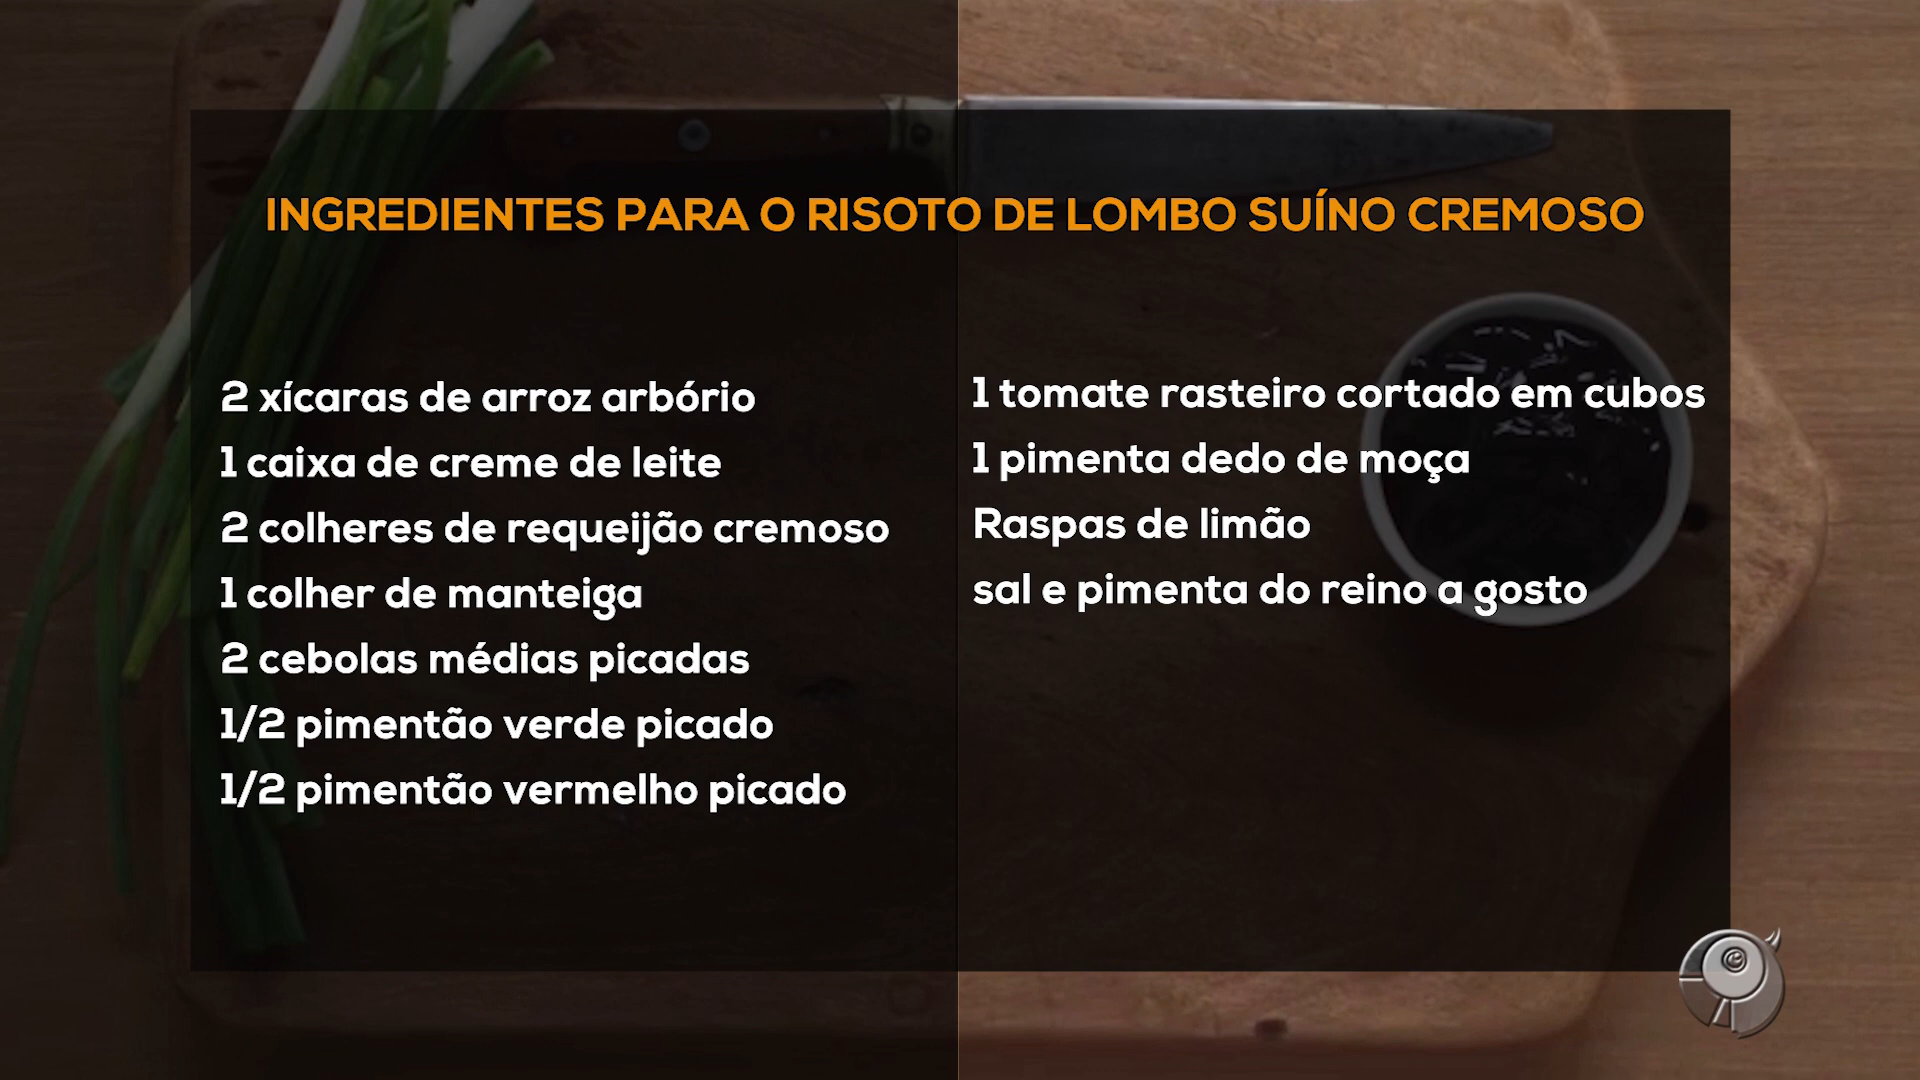 INGREDIENTES PARA O RISOTO DE LOMBO SUÍNO CREMOSO
2 xícaras de arroz arbório
1 caixa de creme de leite
2 colheres de requeijão cremoso
1 colher de manteiga
2 cebolas médias picadas
1/2 pimentão verde picado
1/2 pimentão vermelho picado
1 tomate rasteiro cortado em cubos
1 pimenta dedo de moça
Raspas de limão
sal e pimenta do reino a gosto